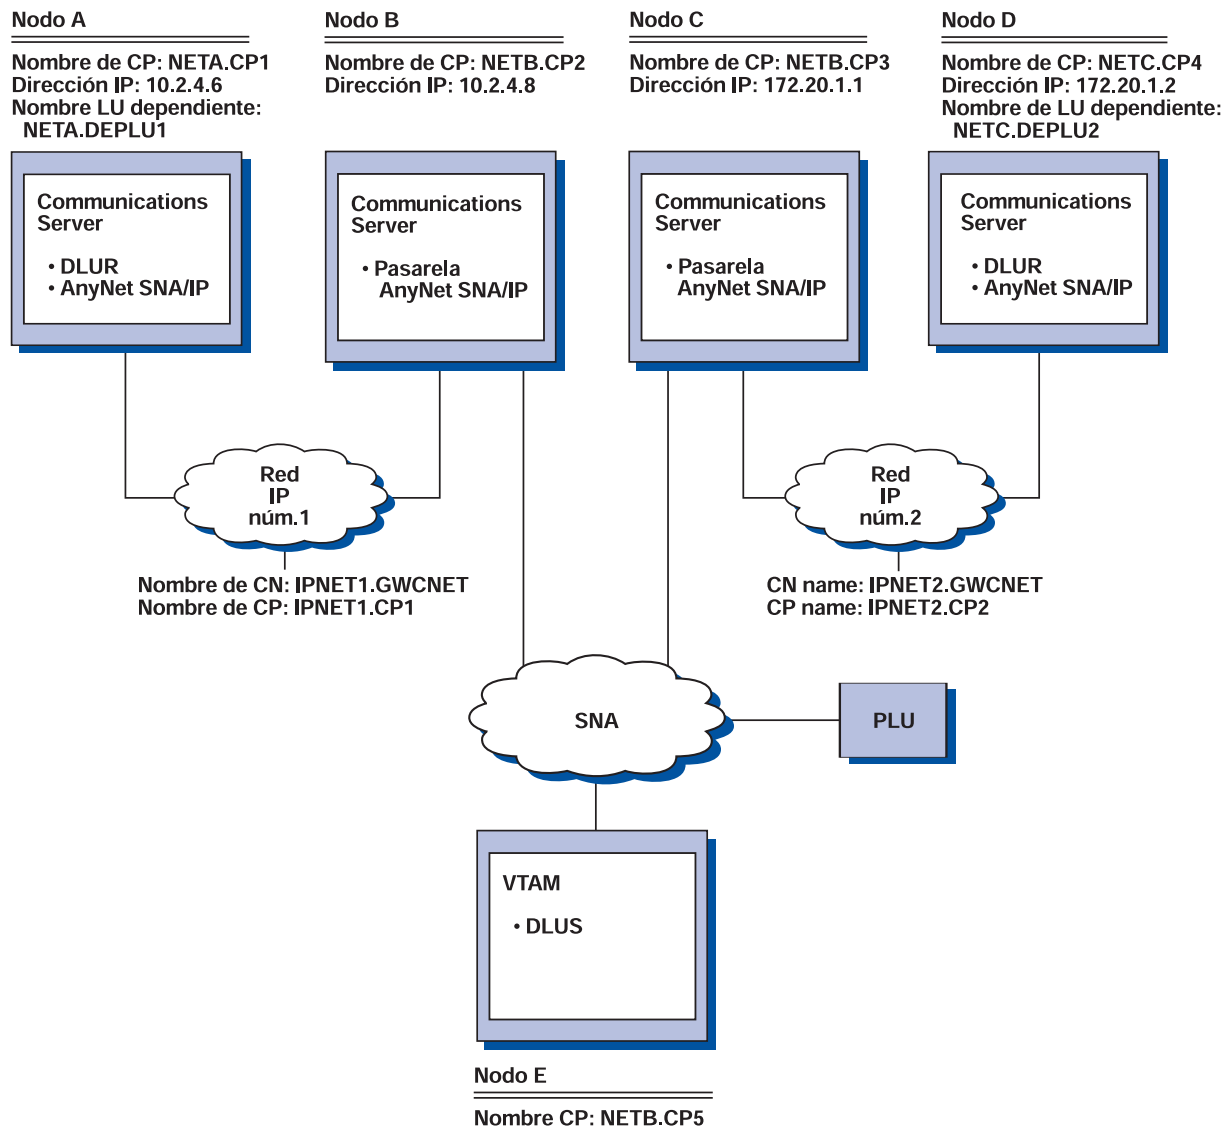 Nodo A
Nombre de CP: NETA.CP1
Dirección IP: 10.2.4.6
Nombre LU dependiente:
NETA.DEPLU1
Nodo B
Nombre de CP: NETB.CP2
Dirección IP: 10.2.4.8
Nodo C
Nombre de CP: NETB.CP3
Dirección IP: 172.20.1.1
Nodo D
Nombre de CP: NETC.CP4
Dirección IP: 172.20.1.2
Nombre de LU dependiente:
NETC.DEPLU2
Communications
Server
• DLUR
• AnyNet SNA/IP
Communications
Server
• Pasarela
AnyNet SNA/IP
Communications
Server
• Pasarela
AnyNet SNA/IP
Communications
Server
• DLUR
• AnyNet SNA/IP
Red
IP
núm.1
Red
IP
núm.2
Nombre de CN: IPNET1.GWCNET
Nombre de CP: IPNET1.CP1
CN name: IPNET2.GWCNET
CP name: IPNET2.CP2
SNA
PLU
VTAM
• DLUS
Nodo E
Nombre CP: NETB.CP5